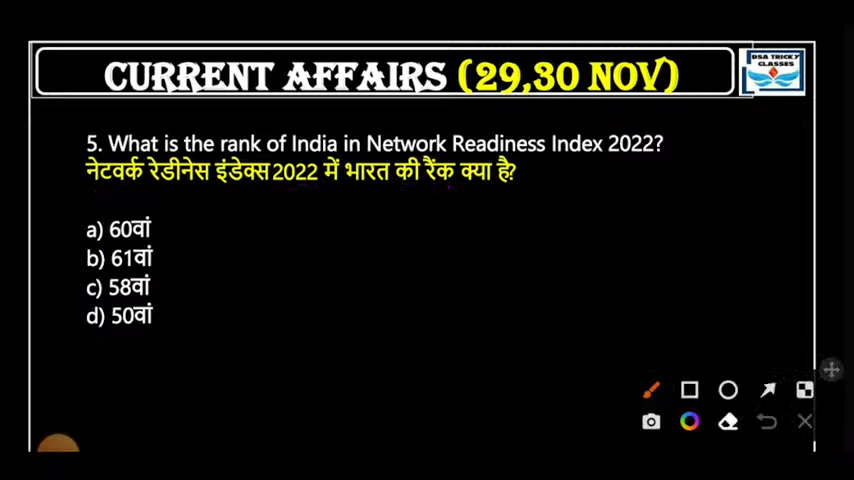 CURRENT AFFAIRS (29,30 NOV)
DSA TRICKY
CLASSES
5. What is the rank of India in Network Readiness Index 2022?
नेटवर्क रेडीनेस इंडेक्स 2022 में भारत की रैंक क्या है?
a) 60वां
b) 61वां
c) 58वां
d) 50वां